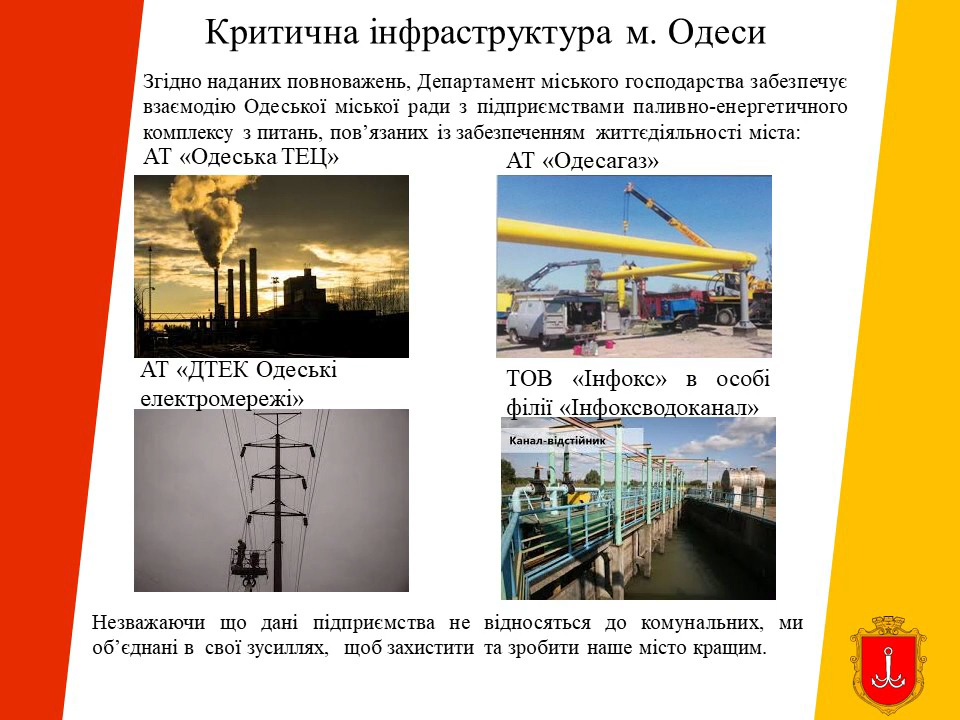 Критична інфраструктура м. Одеси
Згідно наданих повноважень, Департамент міського господарства забезпечує
взаємодію Одеської міської ради з підприємствами паливно-енергетичного
комплексу з питань, пов’язаних із забезпеченням життєдіяльності міста:
АТ «Одеська ТЕЦ»
АТ «Одесагаз»
АТ «ДТЕК Одеські
електромережі»
ТОВ «Інфокс» в особі
філії «Інфоксводоканал»
Канал-відстійник
Незважаючи що дані підприємства не відносяться до комунальних, ми
об’єднані в свої зусиллях, щоб захистити та зробити наше місто кращим.